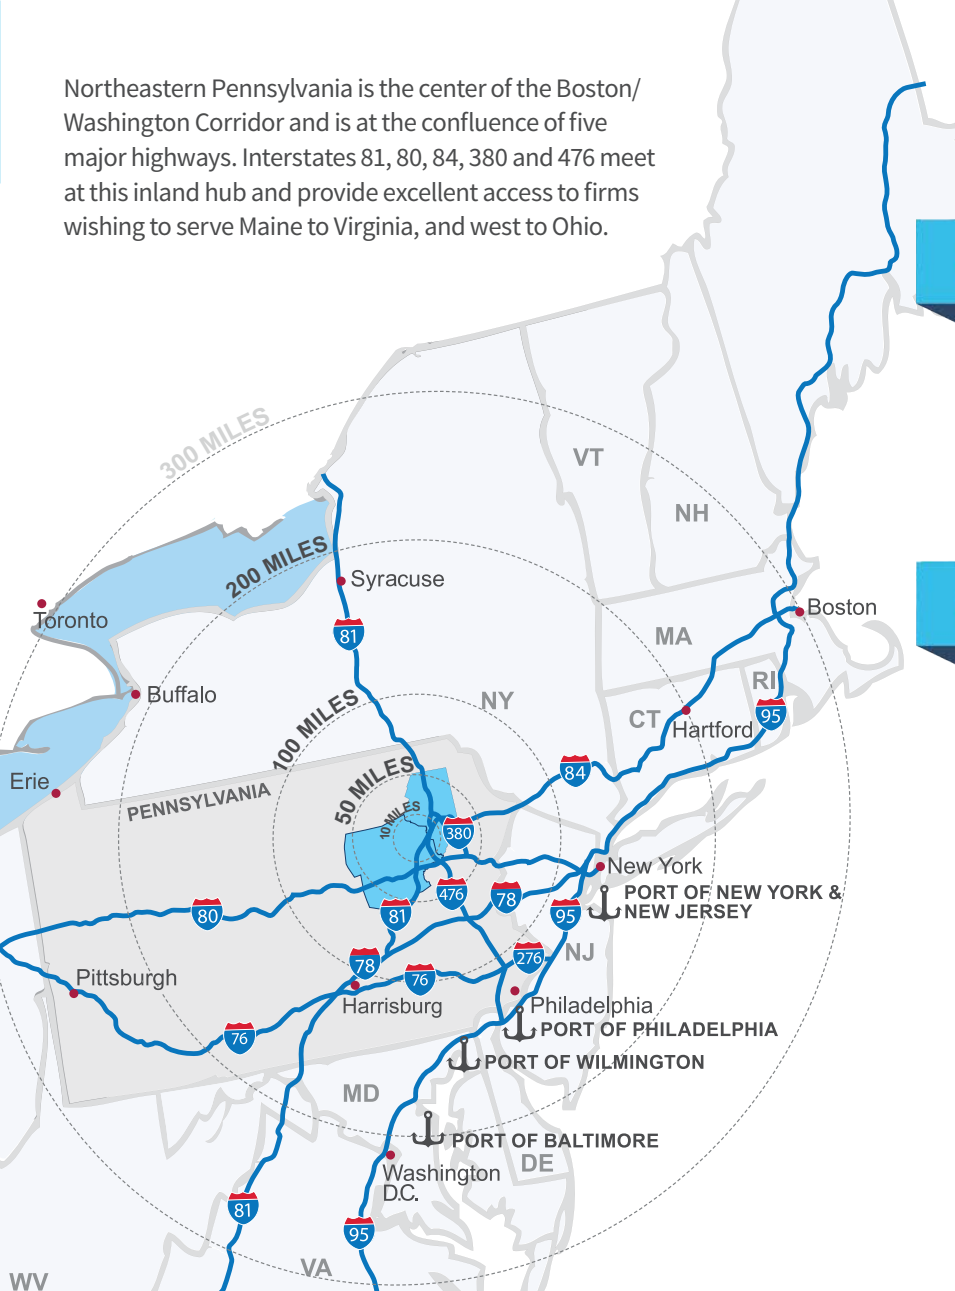 Northeastern Pennsylvania is the center of the Boston/
Washington Corridor and is at the confluence of five
major highways. Interstates 81, 80, 84, 380 and 476 meet
at this inland hub and provide excellent access to firms
wishing to serve Maine to Virginia, and west to Ohio.
300 MILES
VT
NH
200 MILES
Syracuse
Toronto
Boston
81
MA
Buffalo
NY
RI
100 MILES
CT
95
Hartford
84
50 MILES
Erie
PENNSYLVANIA
10 MILES
380
New York
476
78
PORT OF NEW YORK &
NEW JERSEY
80
81
95
NJ
276
78
76
Pittsburgh
Harrisburg
Philadelphia
PORT OF PHILADELPHIA
76
PORT OF WILMINGTON
MD
PORT OF BALTIMORE
DE
Washington
D.C.
81
95
VA
WV